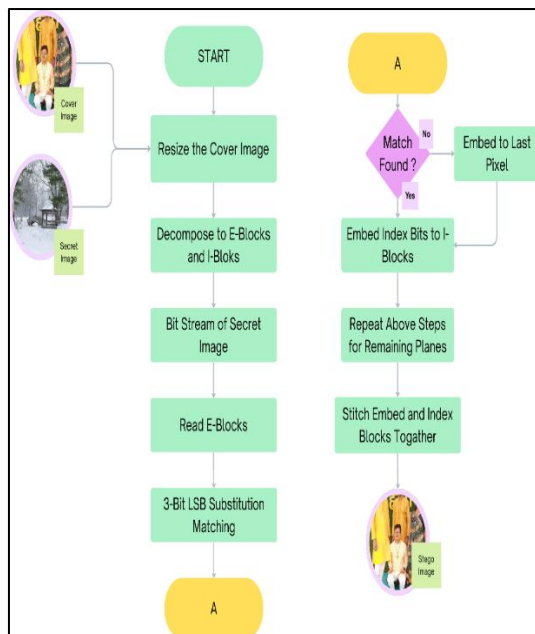 START
Cover
Image
Resize the Cover Image
Secret
Image
Decompose to E-Blocks
and I-Bloks
Bit Stream of Secret
Image
Read E-Blocks
3-Bit LSB Substitution
Matching
A
A
Match
Found ?
No
Yes
Embed to Last
Pixel
Embed Index Bits to I-
Blocks
Repeat Above Steps
for Remaining Planes
Stitch Embed and Index
Blocks Togather
Stego
Image